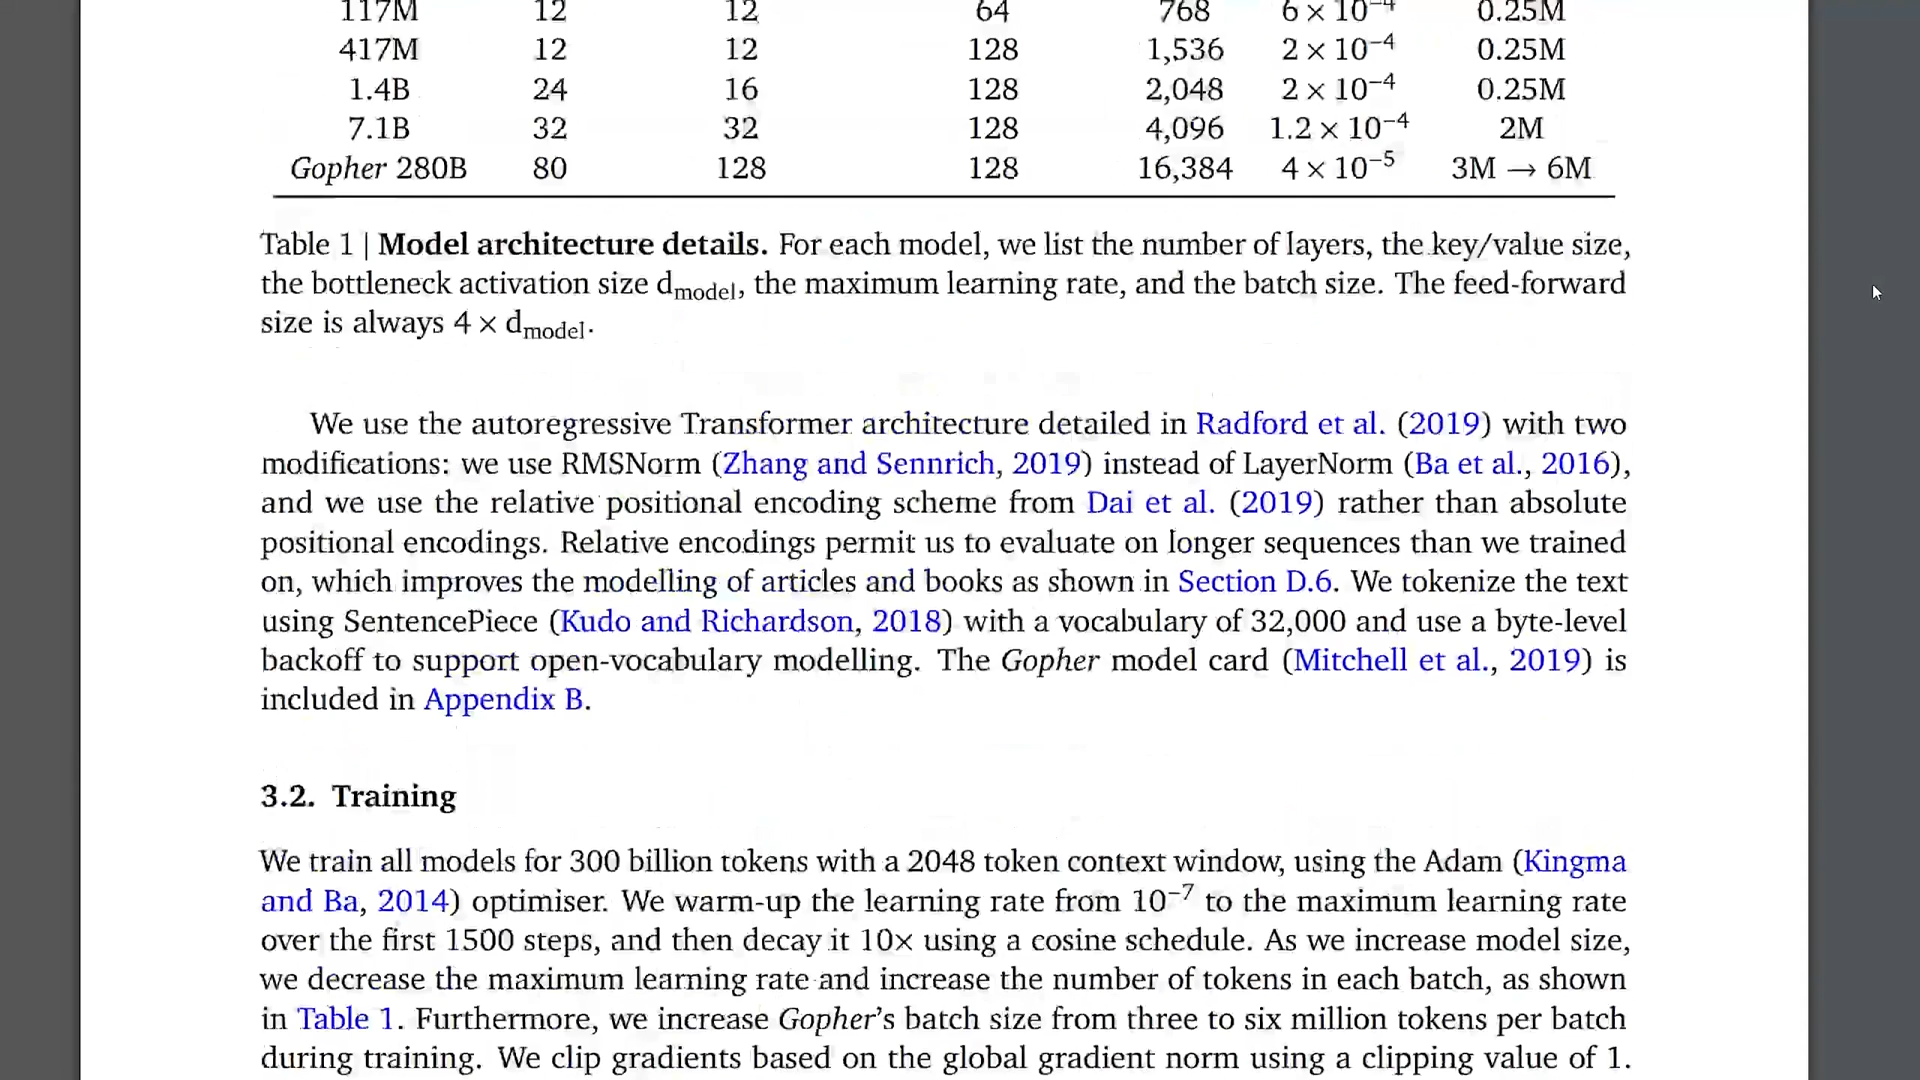 117M 12 12 64 768 6 × 10⁻⁴ 0.25M
417M 12 12 128 1,536 2 × 10⁻⁴ 0.25M
1.4B 24 16 128 2,048 2 × 10⁻⁴ 0.25M
7.1B 32 32 128 4,096 1.2 × 10⁻⁴ 2M
Gopher 280B 80 128 128 16,384 4 × 10⁻⁵ 3M → 6M
Table 1 | Model architecture details. For each model, we list the number of layers, the key/value size,
the bottleneck activation size dmodel, the maximum learning rate, and the batch size. The feed-forward
size is always 4 × dmodel.
We use the autoregressive Transformer architecture detailed in Radford et al. (2019) with two
modifications: we use RMSNorm (Zhang and Sennrich, 2019) instead of LayerNorm (Ba et al., 2016),
and we use the relative positional encoding scheme from Dai et al. (2019) rather than absolute
positional encodings. Relative encodings permit us to evaluate on longer sequences than we trained
on, which improves the modelling of articles and books as shown in Section D.6. We tokenize the text
using SentencePiece (Kudo and Richardson, 2018) with a vocabulary of 32,000 and use a byte-level
backoff to support open-vocabulary modelling. The Gopher model card (Mitchell et al., 2019) is
included in Appendix B.
3.2. Training
We train all models for 300 billion tokens with a 2048 token context window, using the Adam (Kingma
and Ba, 2014) optimiser. We warm-up the learning rate from 10⁻⁷ to the maximum learning rate
over the first 1500 steps, and then decay it 10× using a cosine schedule. As we increase model size,
we decrease the maximum learning rate and increase the number of tokens in each batch, as shown
in Table 1. Furthermore, we increase Gopher's batch size from three to six million tokens per batch
during training. We clip gradients based on the global gradient norm using a clipping value of 1.